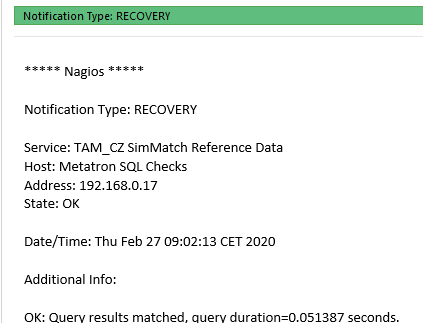 Notification Type: RECOVERY
***** Nagios *****
Notification Type: RECOVERY
Service: TAM_CZ SimMatch Reference Data
Host: Metatron SQL Checks
Address: 192.168.0.17
State: OK
Date/Time: Thu Feb 27 09:02:13 CET 2020
Additional Info:
OK: Query results matched, query duration=0.051387 seconds.